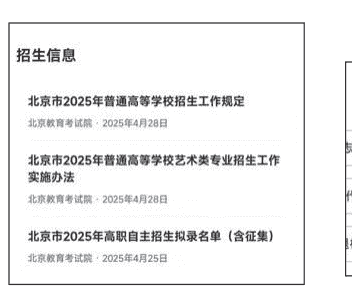 招生信息
北京市2025年普通高等学校招生工作规定
北京教育考试院 · 2025年4月28日
北京市2025年普通高等学校艺术类专业招生工作
实施办法
北京教育考试院 · 2025年4月28日
北京市2025年高职自主招生拟录名单（含征集）
北京教育考试院 · 2025年4月25日